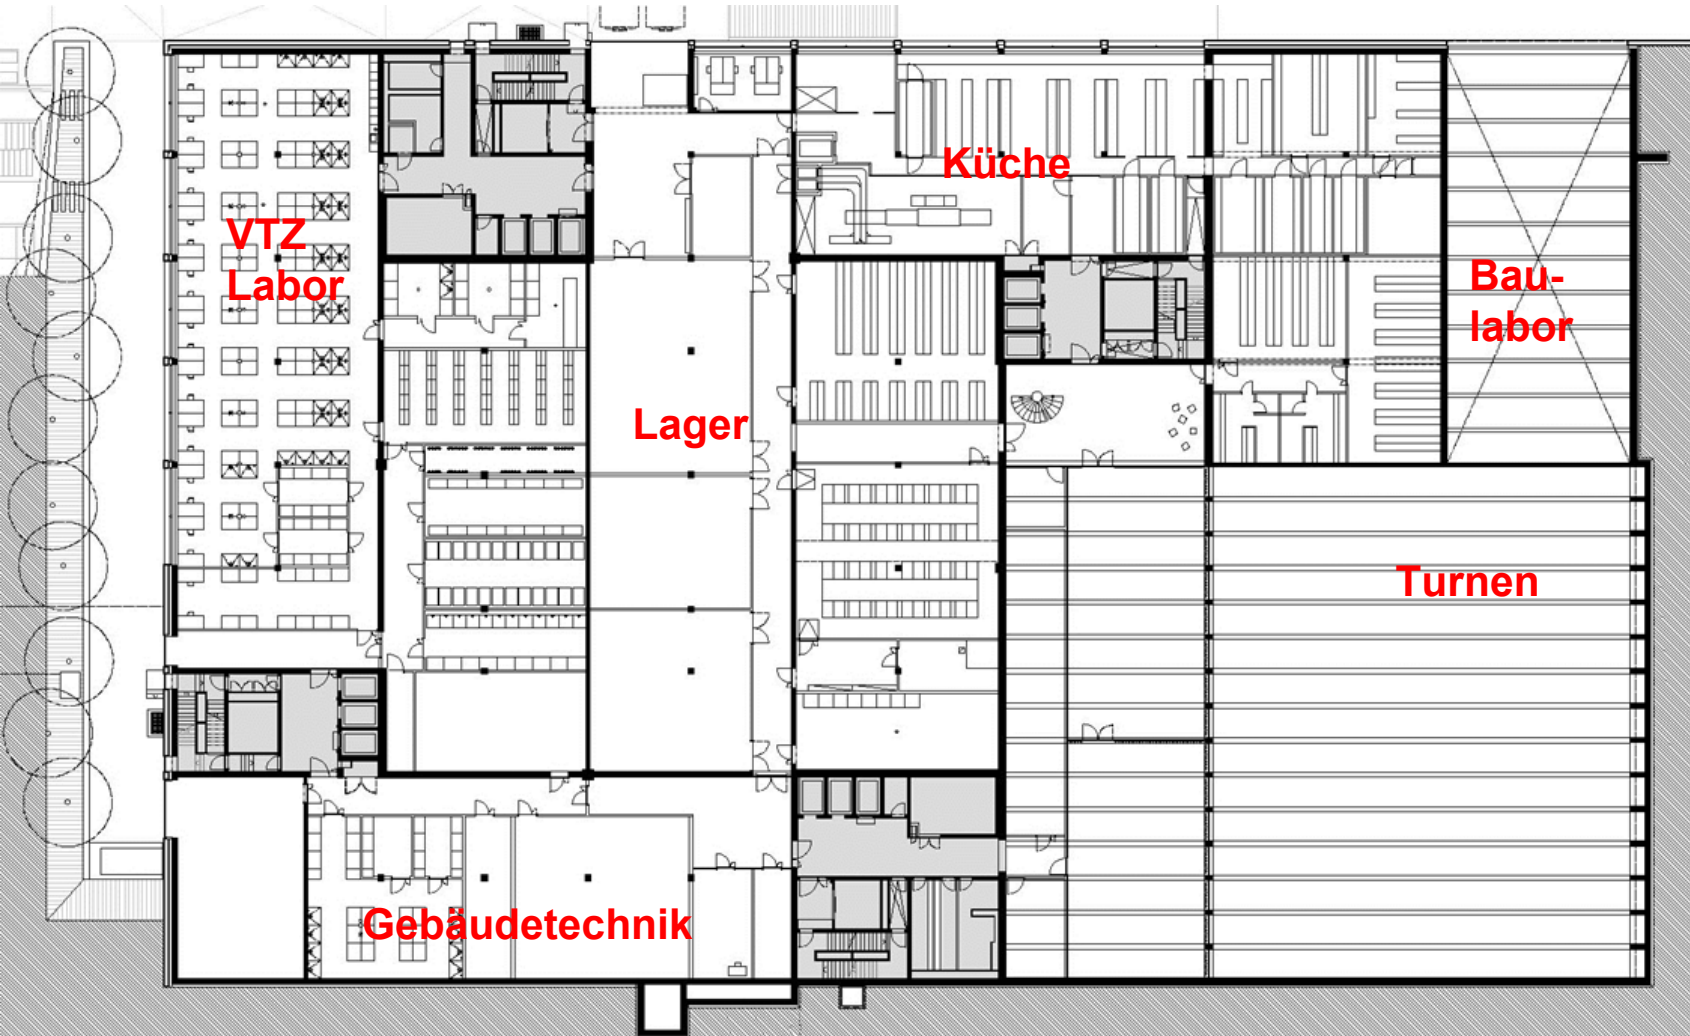 Küche
VTZ
Labor
Bau-
labor
Lager
Turnen
Gebäudetechnik